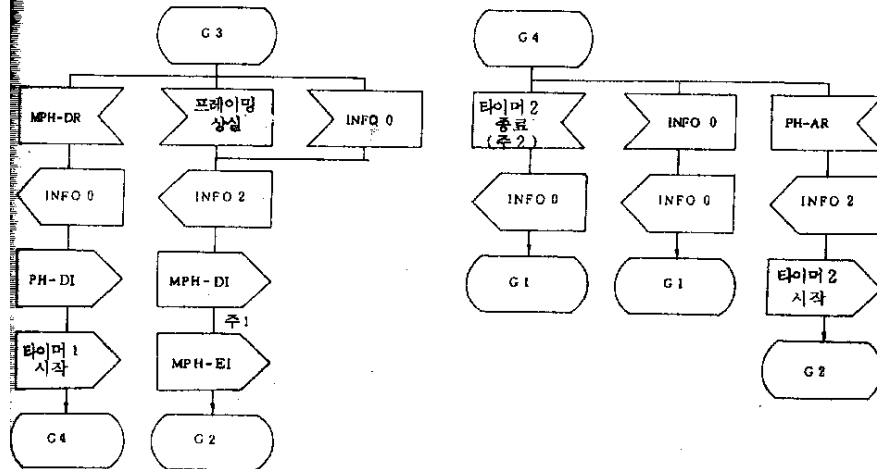 G 3
MPH-DR
프레이밍
상실
INFO 0
INFO 0
INFO 2
PH-DI
MPH-DI
주1
타이머 1
시작
MPH-EI
G4
G 2
G 4
타이머 2
종료
(주2)
INFO 0
PH-AR
INFO 0
INFO 0
INFO 2
G 1
G 1
타이머 2
시작
G 2